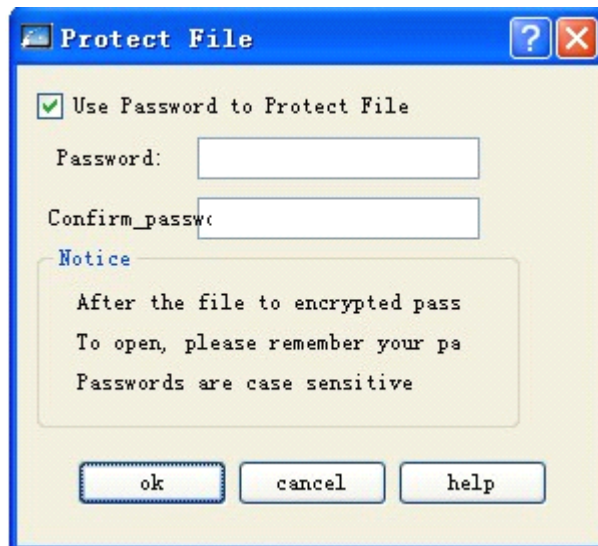 Protect File
Use Password to Protect File
Password:
Confirm_passwo
Notice
After the file to encrypted pass
To open, please remember your pa
Passwords are case sensitive
ok cancel help